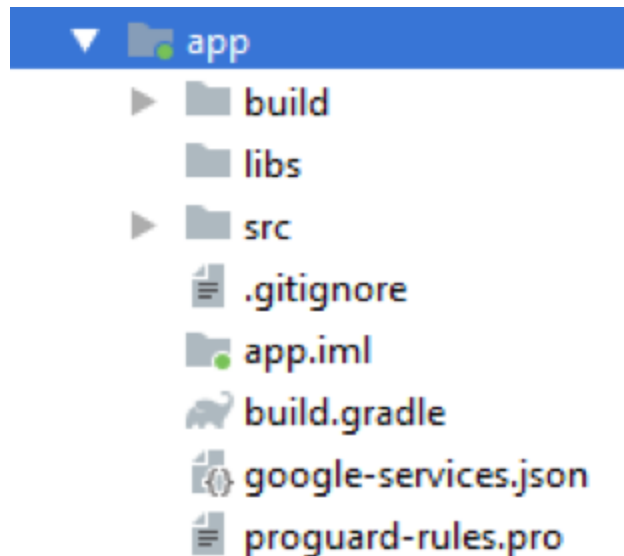 app
build
libs
src
.gitignore
app.iml
build.gradle
google-services.json
proguard-rules.pro